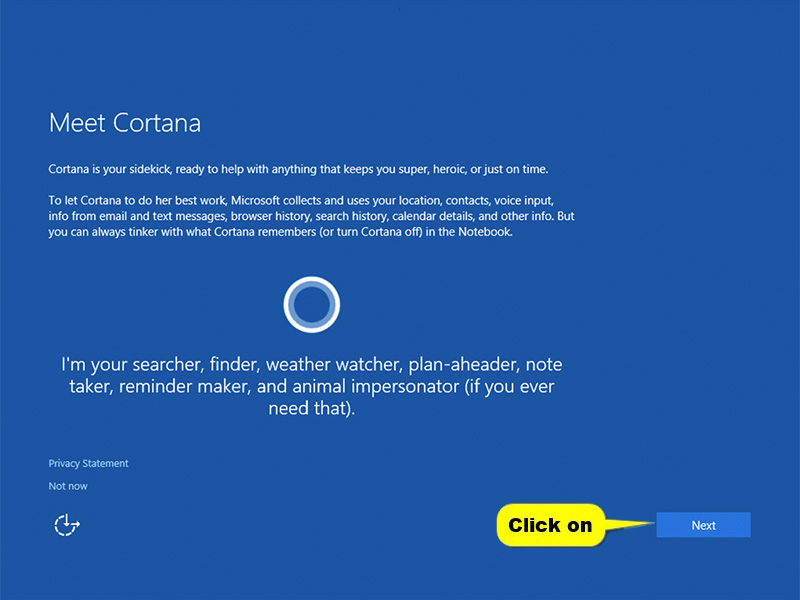 Meet Cortana
Cortana is your sidekick, ready to help with anything that keeps you super, heroic, or just on time.
To let Cortana to do her best work, Microsoft collects and uses your location, contacts, voice input,
info from email and text messages, browser history, search history, calendar details, and other info. But
you can always tinker with what Cortana remembers (or turn Cortana off) in the Notebook.
I'm your searcher, finder, weather watcher, plan-aheader, note
taker, reminder maker, and animal impersonator (if you ever
need that).
Privacy Statement
Not now
Click on
Next